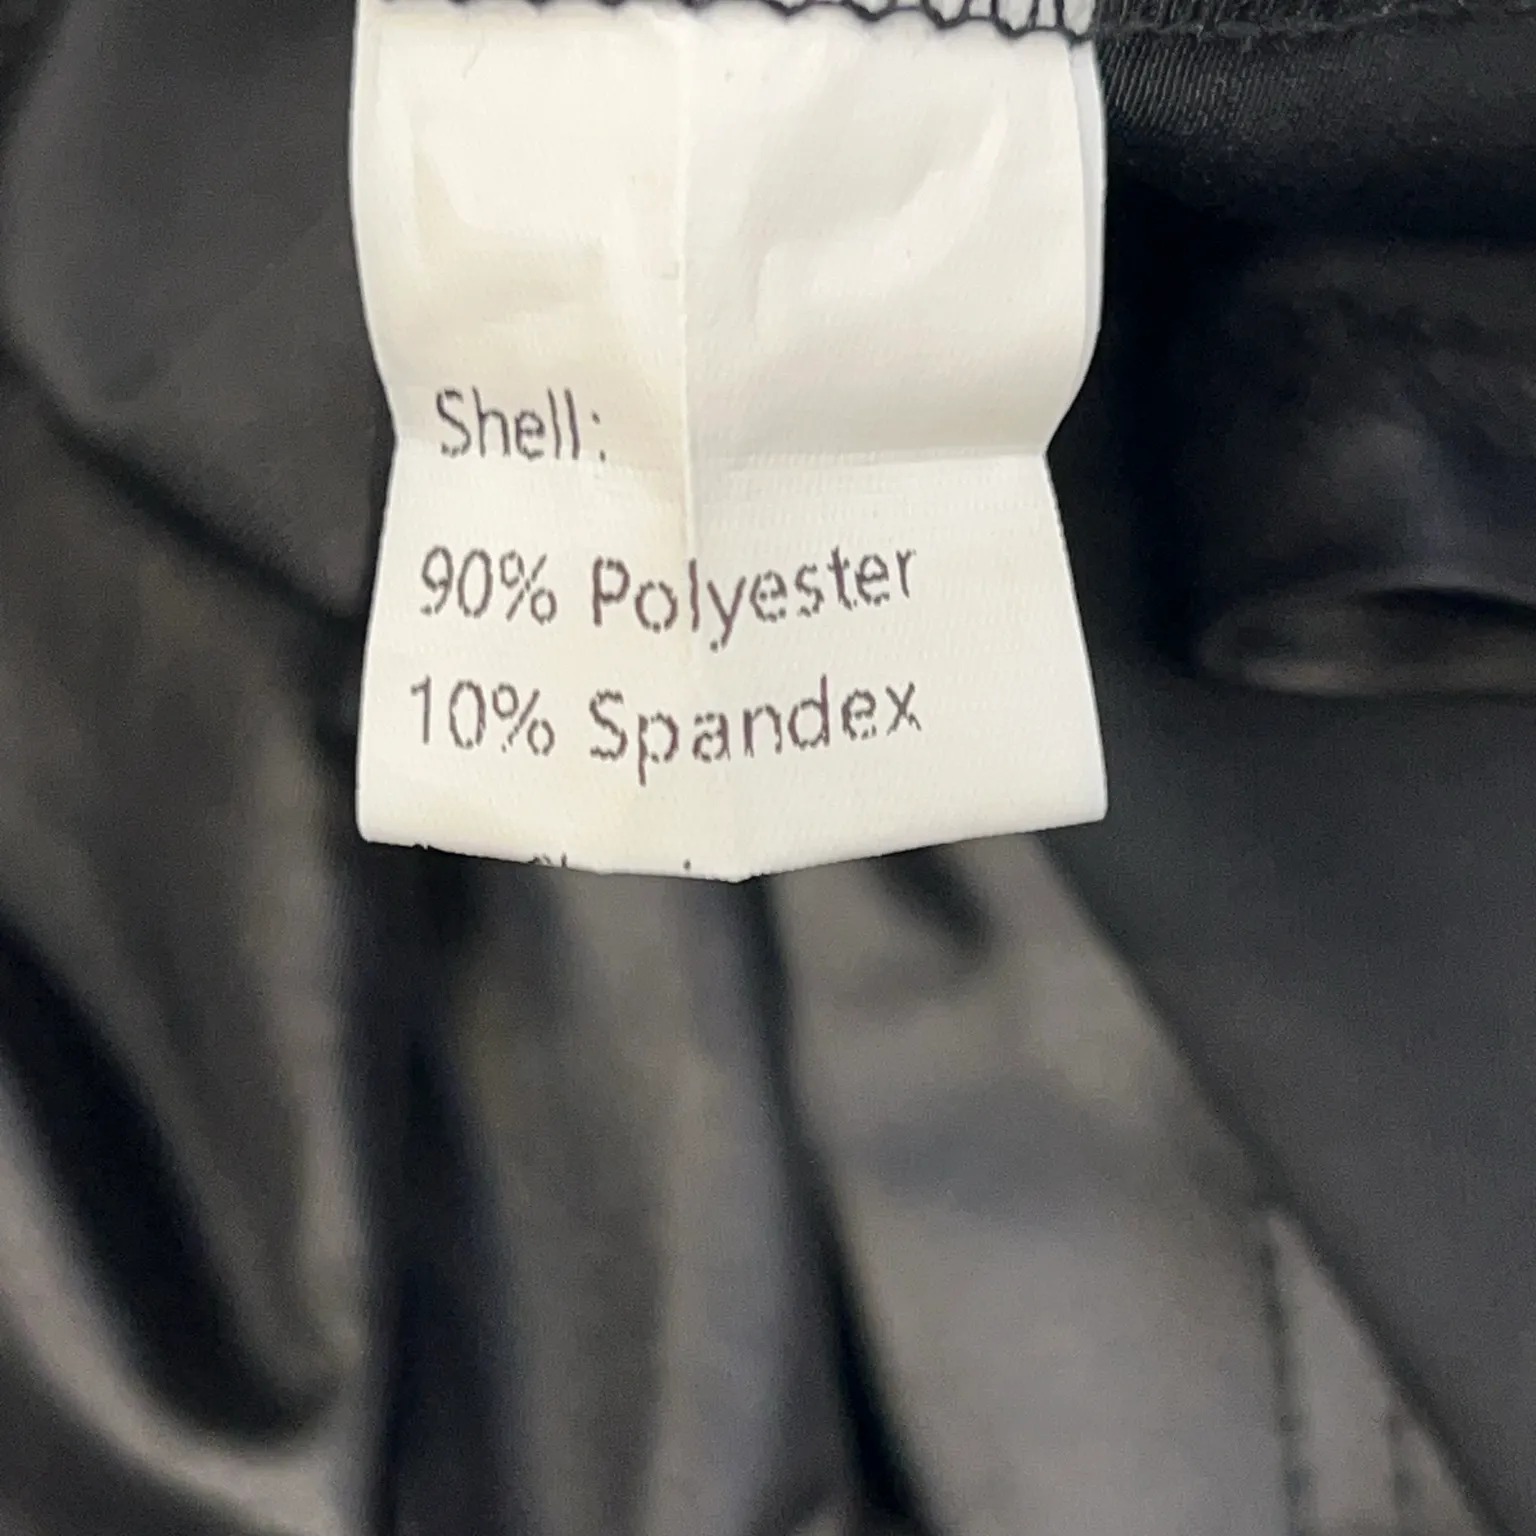 Shell:
90% Polyester
10% Spandex